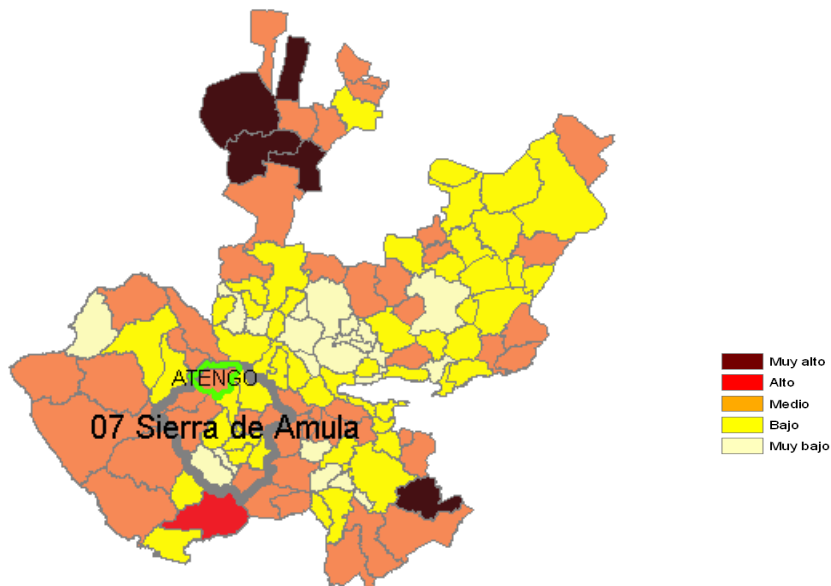 ATENGO
07 Sierra de Amula
Muy alto
Alto
Medio
Bajo
Muy bajo